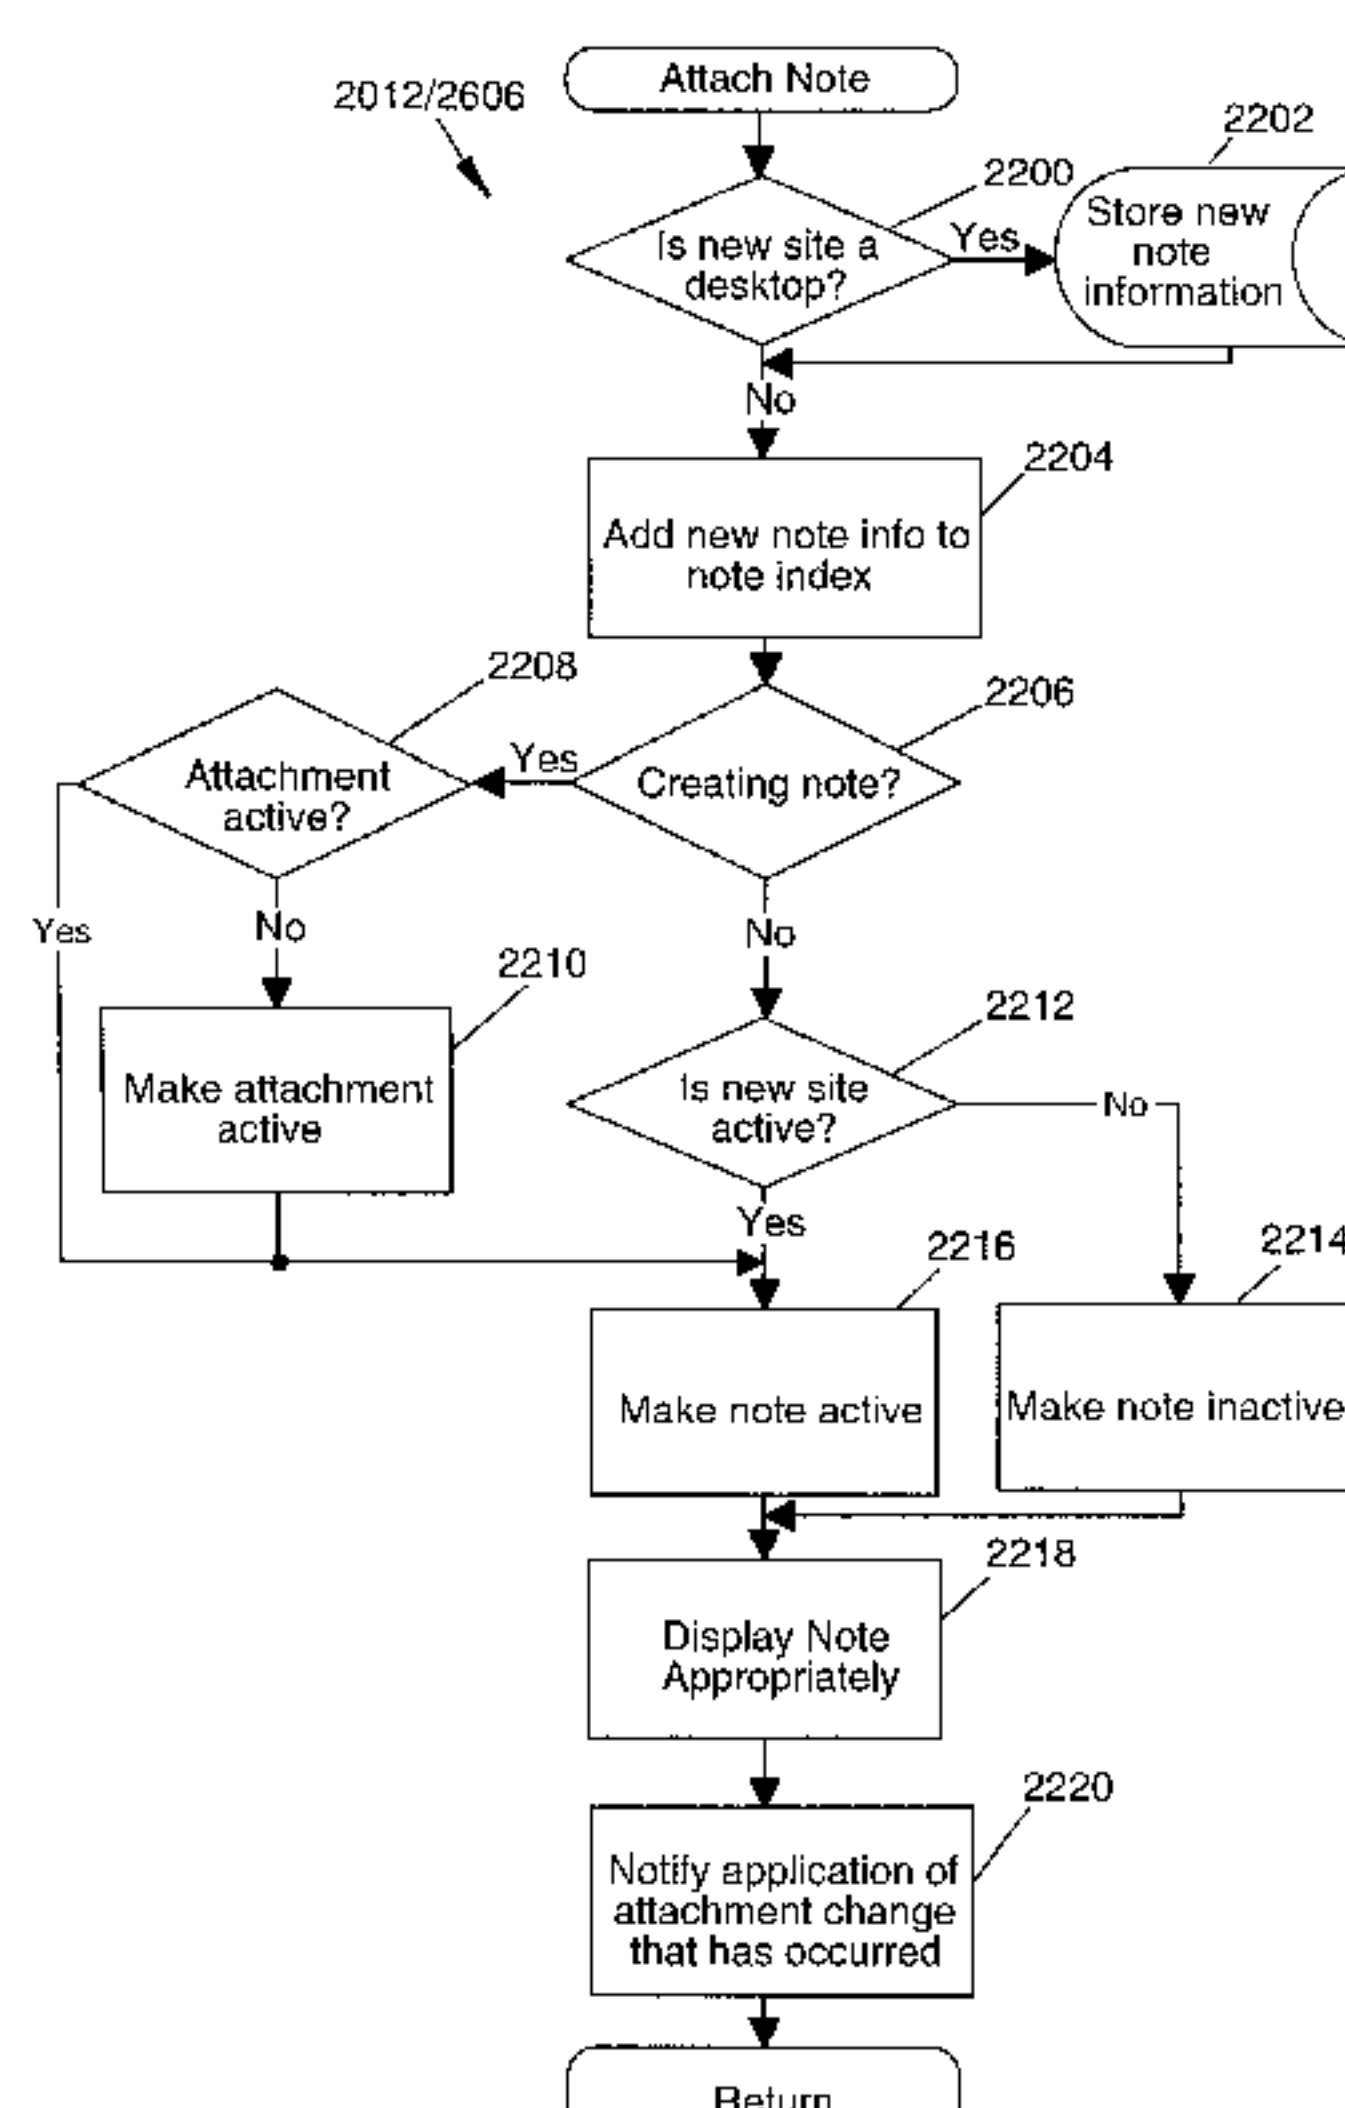 Attach Note
2012/2606
2202
2200
Store new
note
information
Is new site a
desktop?
Yes
No
2204
Add new note info to
note index
2208
2206
Attachment
active?
Yes
Creating note?
Yes
No
No
2210
2212
Make attachment
active
Is new site
active?
No
Yes
2216
2214
Make note active
Make note inactive
2218
Display Note
Appropriately
2220
Notify application of
attachment change
that has occurred
Return